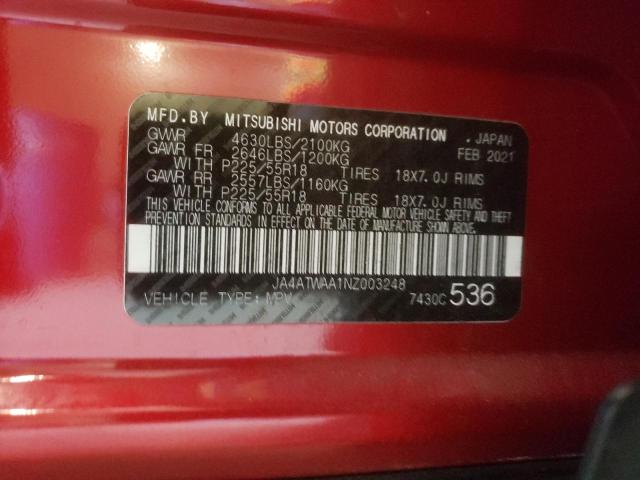 MFD.BY MITSUBISHI MOTORS CORPORATION . JAPAN
GWVR 4630LBS/2100KG FEB 2021
GAWR FR 2646LBS/1200KG
WITH P225/55R18 TIRES 18X7.0J RIMS
GAWR RR 2557LBS/1160KG
WITH P225/55R18 TIRES 18X7.0J RIMS
THIS VEHICLE CONFORMS TO ALL APPLICABLE FEDERAL MOTOR VEHICLE SAFETY AND THEFT
PREVENTION STANDARDS IN EFFECT ON THE DATE OF MANUFACTURE SHOWN ABOVE.
JA4ATWAA1NZ003248
VEHICLE TYPE: MPV 7430C 536